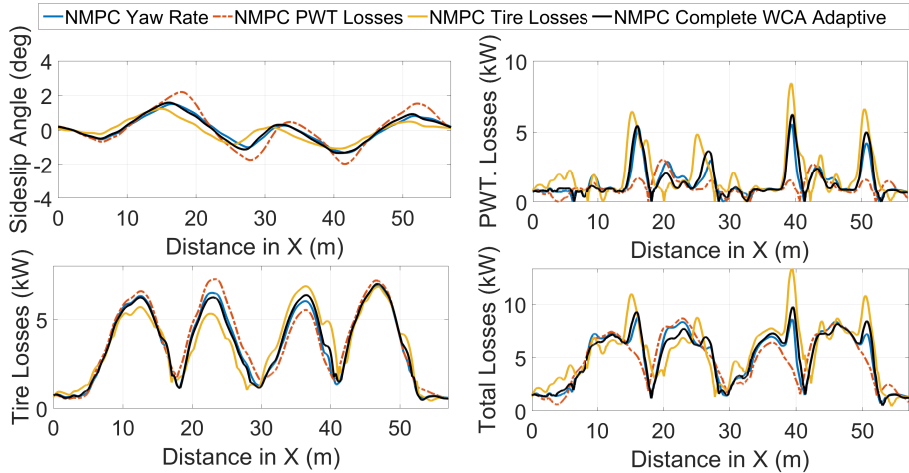 NMPC Yaw Rate NMPC PWT Losses NMPC Tire Losses NMPC Complete WCA Adaptive
Sideslip Angle (deg)
4
2
0
-2
-4
0 10 20 30 40 50
Distance in X (m)
PWT. Losses (kW)
10
5
0
0 10 20 30 40 50
Distance in X (m)
Tire Losses (kW)
5
0
0 10 20 30 40 50
Distance in X (m)
Total Losses (kW)
10
5
0
0 10 20 30 40 50
Distance in X (m)